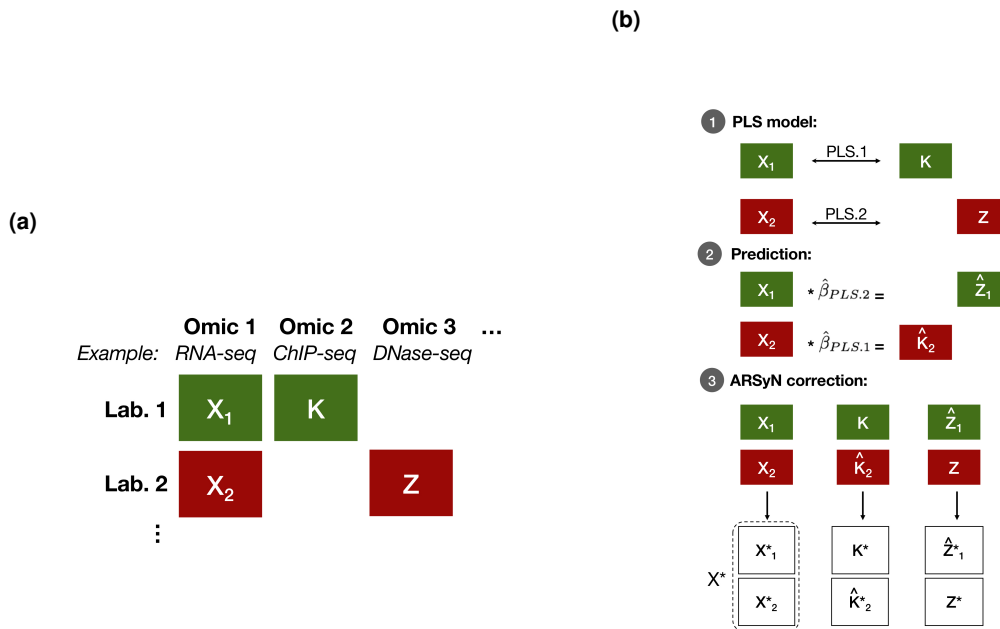 (a)
Omic 1 Omic 2 Omic 3 ...
Example: RNA-seq ChIP-seq DNase-seq
Lab. 1 X₁ K
Lab. 2 X₂ Z
⋮
(b)
1 PLS model:
X₁ PLS.1 K
X₂ PLS.2 Z
2 Prediction:
X₁ * β̂PLS.2 = Ẑ₁
X₂ * β̂PLS.1 = K̂₂
3 ARSyN correction:
X₁ K Ẑ₁
X₂ K̂₂ Z
X*₁ K* Ẑ*₁
X*
X*₂ K̂*₂ Z*